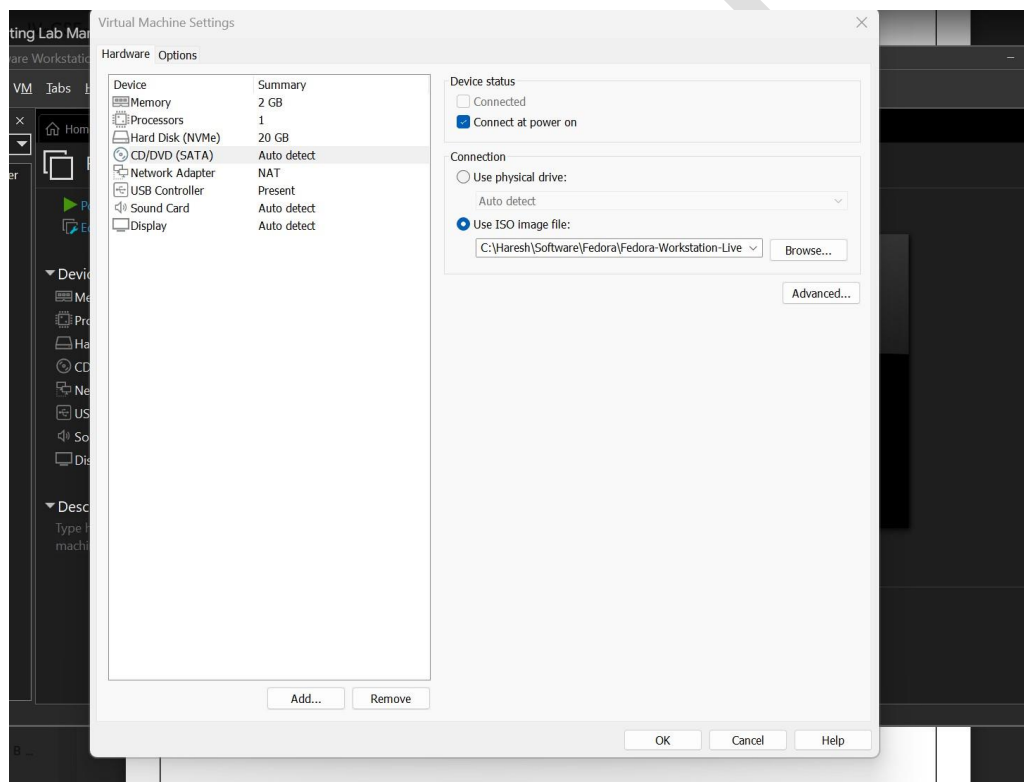 ting Lab Mar
Virtual Machine Settings
are Workstatio
Hardware Options
VM Tabs H
Device Summary
Memory 2 GB
Processors 1
Hard Disk (NVMe) 20 GB
CD/DVD (SATA) Auto detect
Network Adapter NAT
USB Controller Present
Sound Card Auto detect
Display Auto detect
Device status
Connected
Connect at power on
Connection
Use physical drive:
Auto detect
Use ISO image file:
C:\Haresh\Software\Fedora\Fedora-Workstation-Live
Browse...
Advanced...
Hom
er
Devic
Me
Pro
Ha
CD
Ne
US
So
Dis
Desc
Type h
machi
Add... Remove
OK Cancel Help